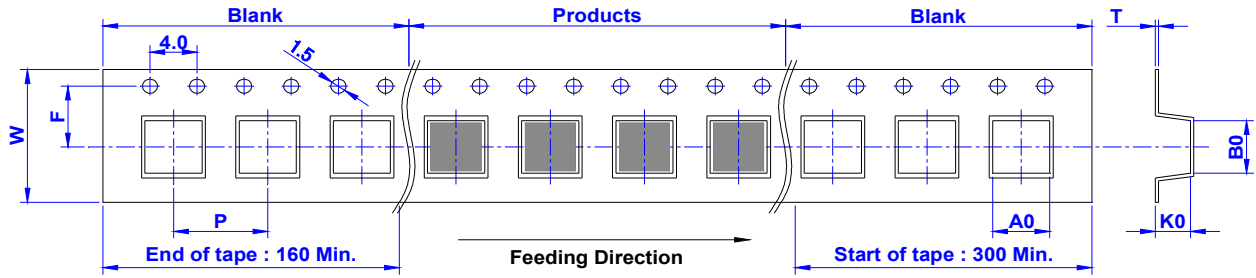 Blank
Products
Blank
T
4.0
1.5
F
W
B0
P
A0
K0
End of tape : 160 Min.
Feeding Direction
Start of tape : 300 Min.